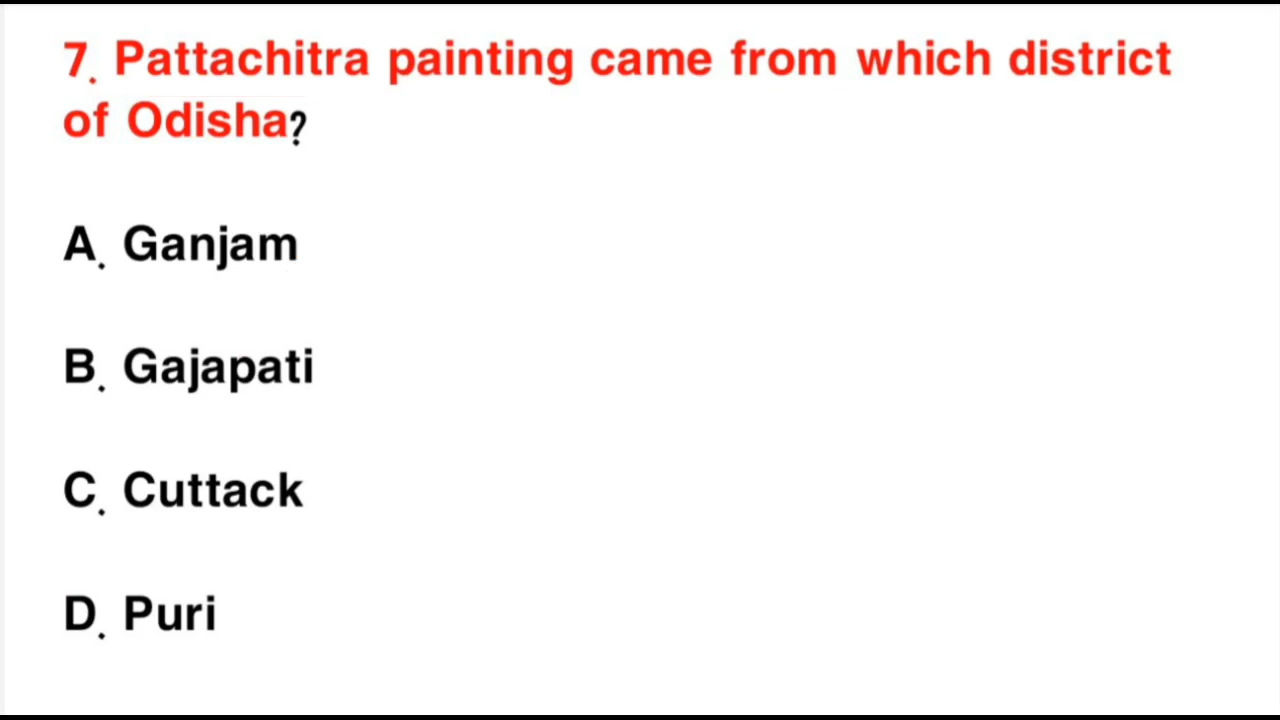 7. Pattachitra painting came from which district
of Odisha?
A. Ganjam
B. Gajapati
C. Cuttack
D. Puri